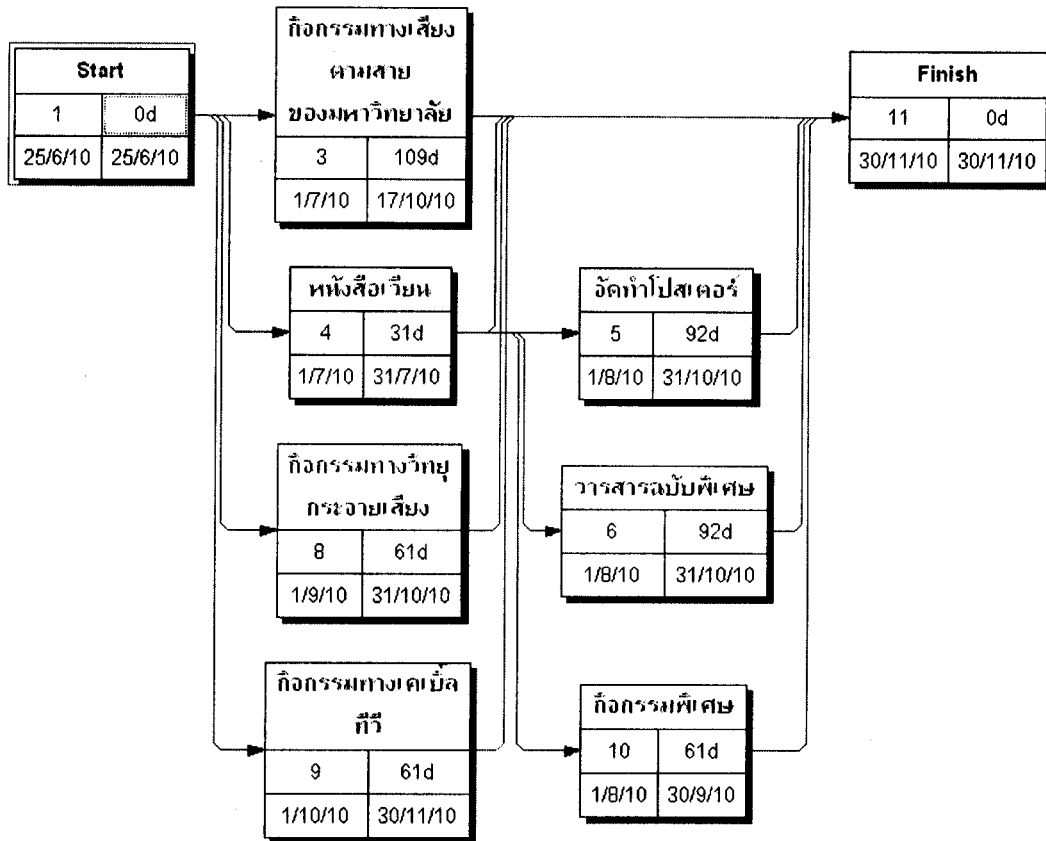 Start
1 0d
25/6/10 25/6/10
กิจกรรมทางเสียง
ตามสาย
ของมหาวิทยาลัย
3 109d
1/7/10 17/10/10
Finish
11 0d
30/11/10 30/11/10
หนังสือเวียน
4 31d
1/7/10 31/7/10
จัดทำโปสเตอร์
5 92d
1/8/10 31/10/10
กิจกรรมทางวิทยุ
กระจายเสียง
8 61d
1/9/10 31/10/10
วารสารฉบับพิเศษ
6 92d
1/8/10 31/10/10
กิจกรรมทางเคเบิ้ล
ทีวี
9 61d
1/10/10 30/11/10
กิจกรรมพิเศษ
10 61d
1/8/10 30/9/10